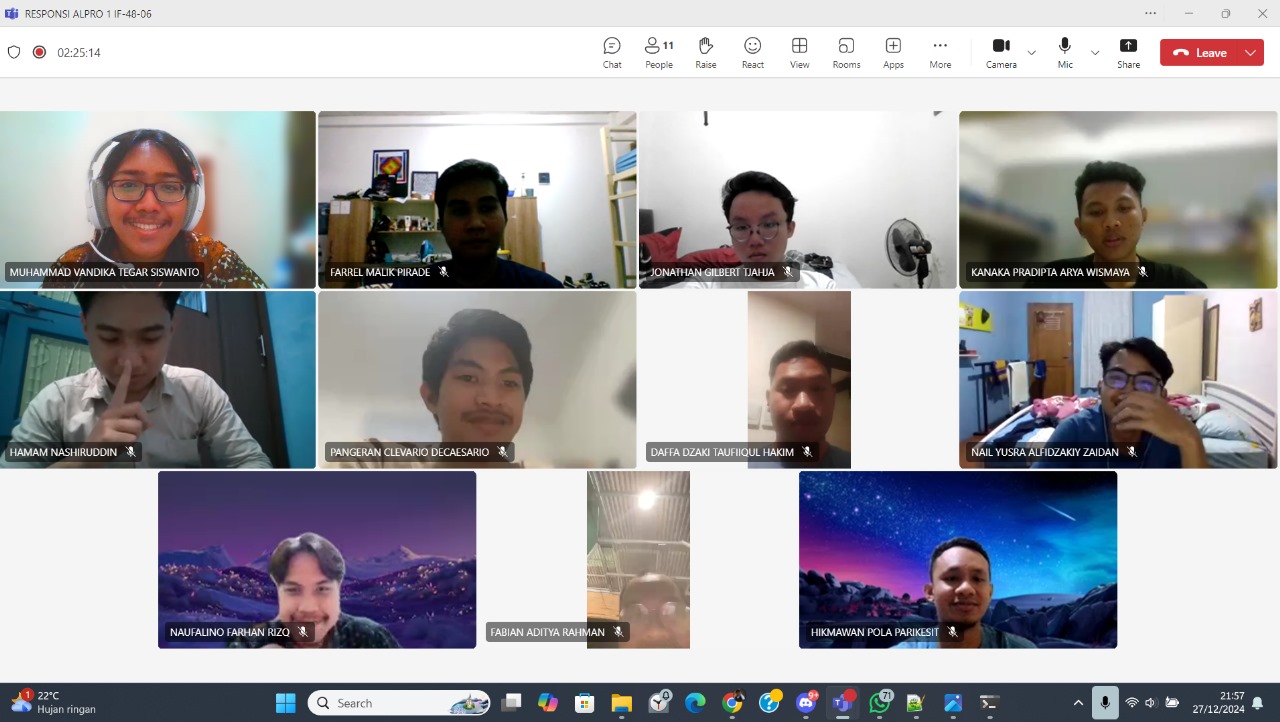 RESPONSI ALPRO 1 IF-48-06
02:25:14
Chat
People 11
Raise
React
View
Rooms
Apps
More
Camera
Mic
Share
Leave
MUHAMMAD VANDIKA TEGAR SISWANTO
FARREL MALIK PIRADE
JONATHAN GILBERT TJAHJA
KANAKA PRADIPTA ARYA WISMAYA
HAMAM NASHIRUDDIN
PANGERAN CLEVARIO DECAESARIO
DAFFA DZAKI TAUFIIQUL HAKIM
NAIL YUSRA ALFIDZAKIY ZAIDAN
NAUFALINO FARHAN RIZQ
FABIAN ADITYA RAHMAN
HIKMAWAN POLA PARIKESIT
1
22°C
Hujan ringan
Search
9+
71
21:57
27/12/2024